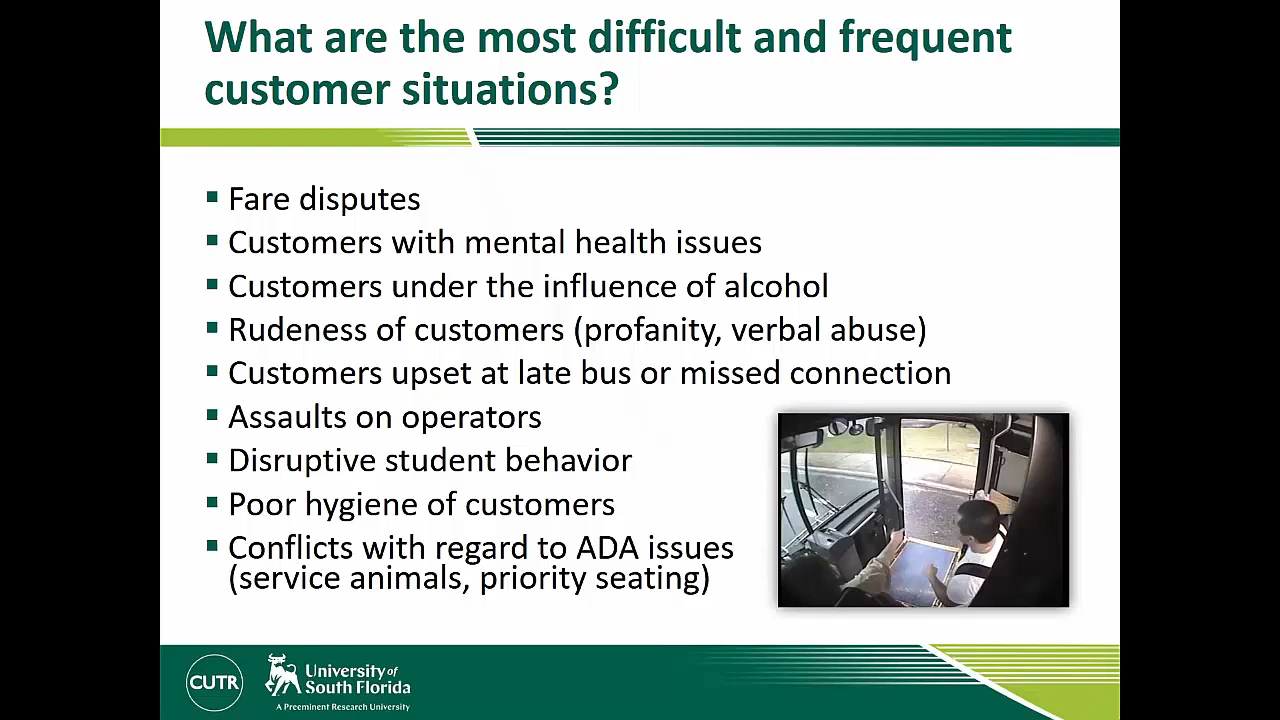 What are the most difficult and frequent
customer situations?
Fare disputes
Customers with mental health issues
Customers under the influence of alcohol
Rudeness of customers (profanity, verbal abuse)
Customers upset at late bus or missed connection
Assaults on operators
Disruptive student behavior
Poor hygiene of customers
Conflicts with regard to ADA issues
(service animals, priority seating)
CUTR
University of
South Florida
A Preeminent Research University